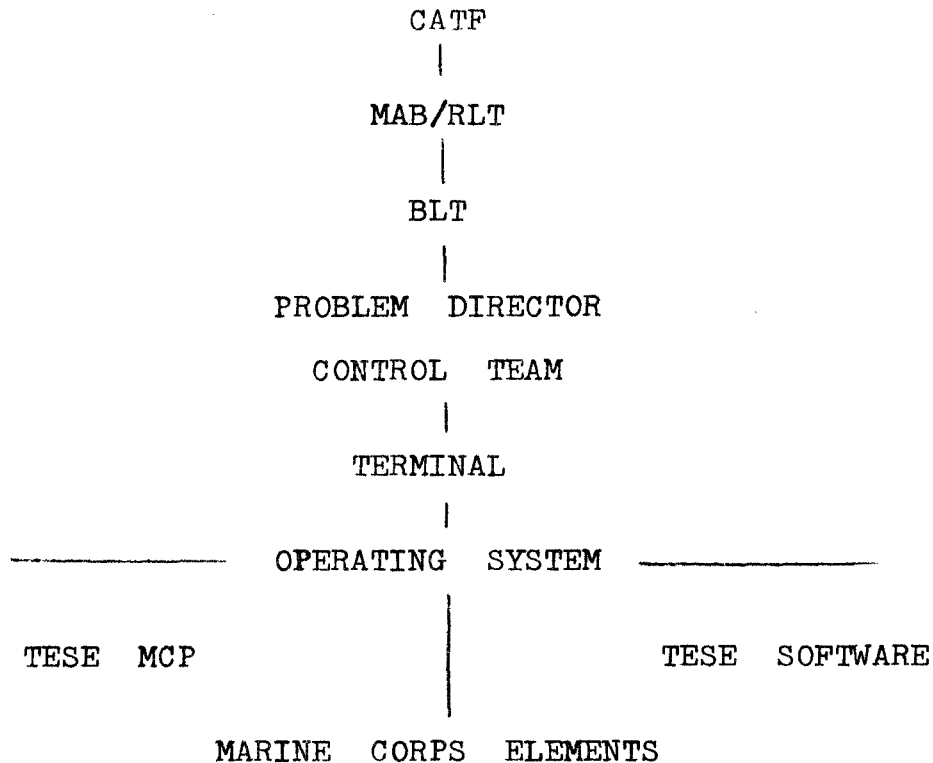 CATF
MAB/RLT
BLT
PROBLEM DIRECTOR
CONTROL TEAM
TERMINAL
OPERATING SYSTEM
TESE MCP
TESE SOFTWARE
MARINE CORPS ELEMENTS